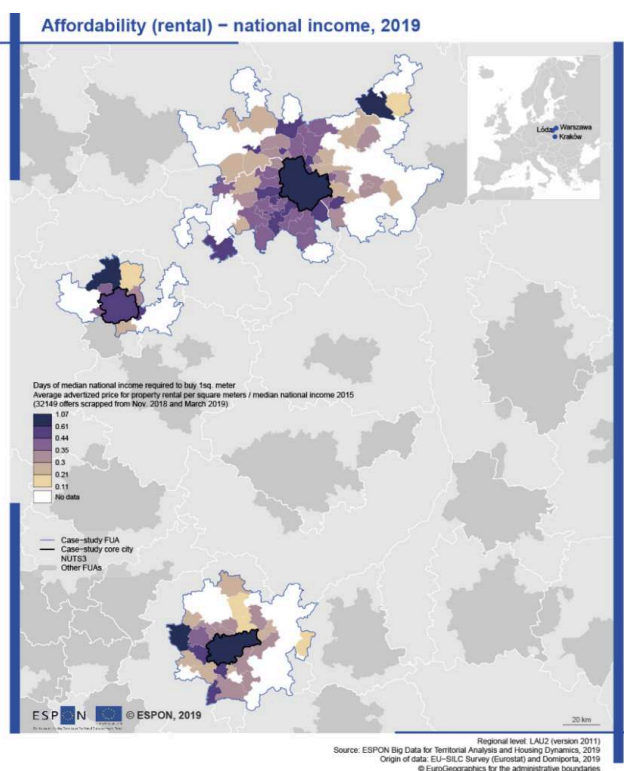 Affordability (rental) − national income, 2019
Warszawa
Łódź
Kraków
Days of median national income required to buy 1sq. meter
Average advertized price for property rental per square meters / median national income 2015
(32149 offers scrapped from Nov. 2018 and March 2019)
1.07
0.61
0.44
0.35
0.3
0.21
0.11
No data
Case−study FUA
Case−study core city
NUTS3
Other FUAs
ESPON
© ESPON, 2019
20 km
Regional level: LAU2 (version 2011)
Source: ESPON Big Data for Territorial Analysis and Housing Dynamics, 2019
Origin of data: EU−SILC Survey (Eurostat) and Domiporta, 2019
© EuroGeographics for the administrative boundaries